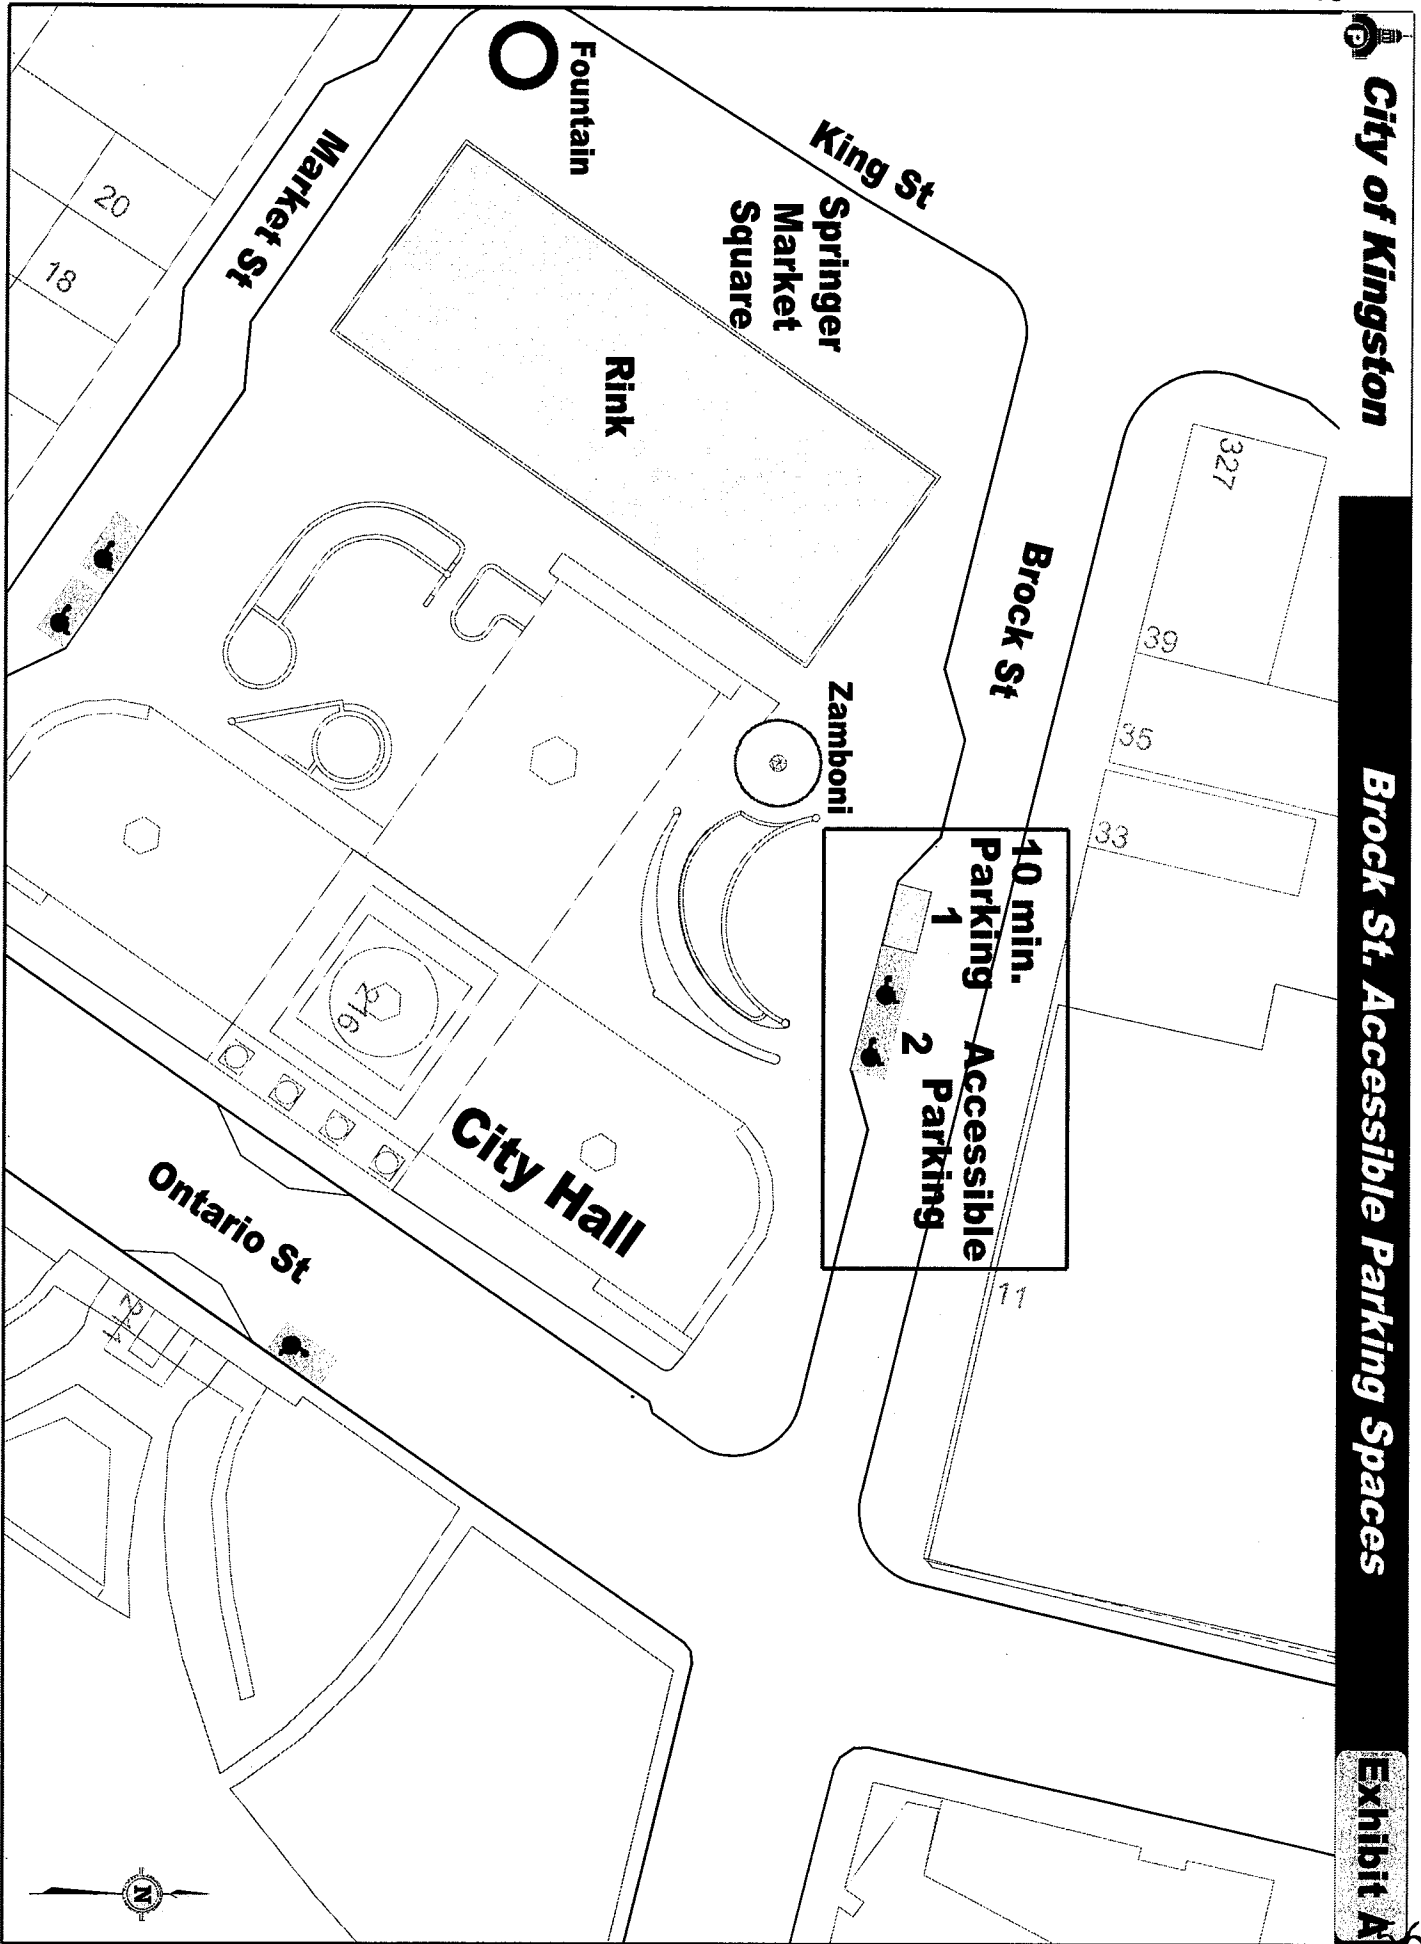 City of Kingston
Brock St. Accessible Parking Spaces
Exhibit A
King St
Springer
Market
Square
Fountain
Rink
Market St
20
18
Brock St
327
39
35
33
11
Zamboni
10 min.
Parking
1
Accessible
Parking
2
City Hall
216
Ontario St
N